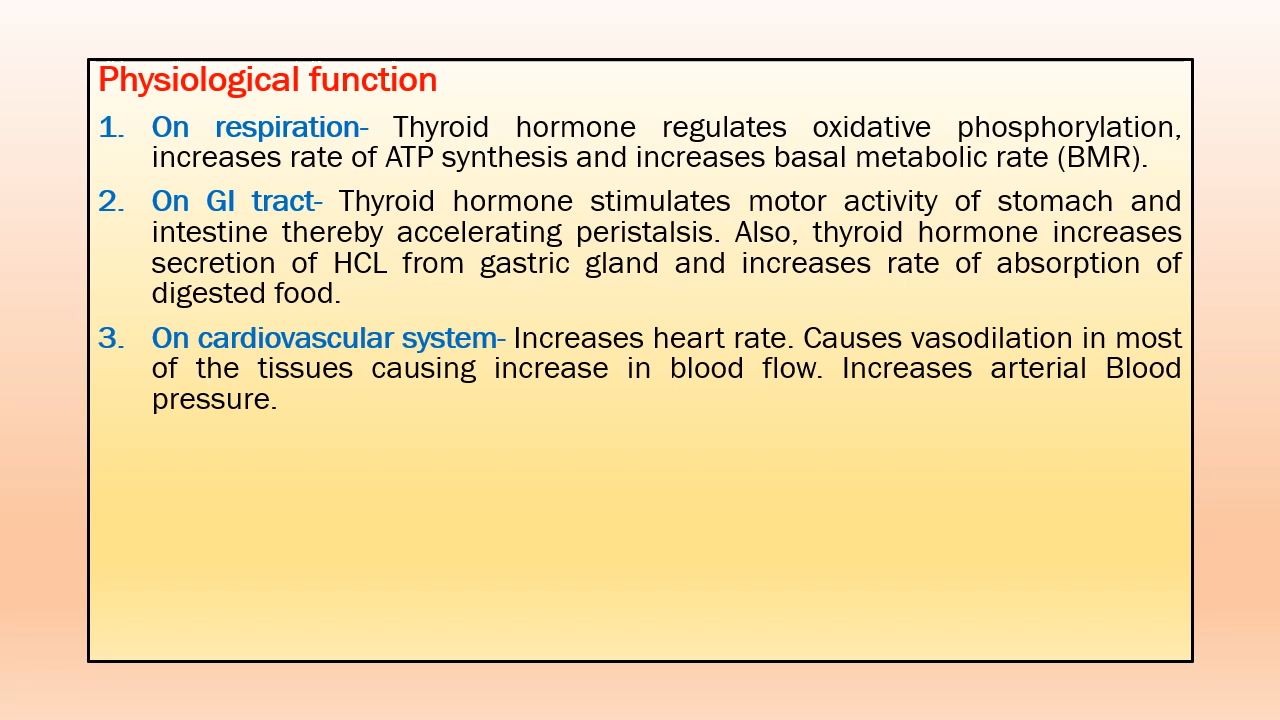 Physiological function
1. On respiration- Thyroid hormone regulates oxidative phosphorylation,
increases rate of ATP synthesis and increases basal metabolic rate (BMR).
2. On GI tract- Thyroid hormone stimulates motor activity of stomach and
intestine thereby accelerating peristalsis. Also, thyroid hormone increases
secretion of HCL from gastric gland and increases rate of absorption of
digested food.
3. On cardiovascular system- Increases heart rate. Causes vasodilation in most
of the tissues causing increase in blood flow. Increases arterial Blood
pressure.